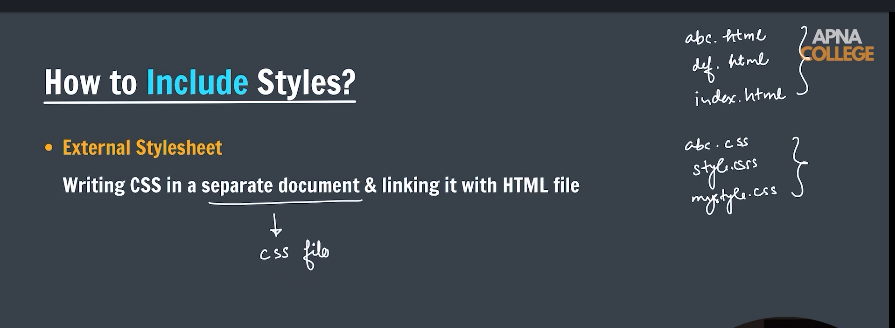 How to Include Styles?
• External Stylesheet
Writing CSS in a separate document & linking it with HTML file
css file
abc.html
def.html
index.html
APNA
COLLEGE
abc.css
style.css
mystyle.css